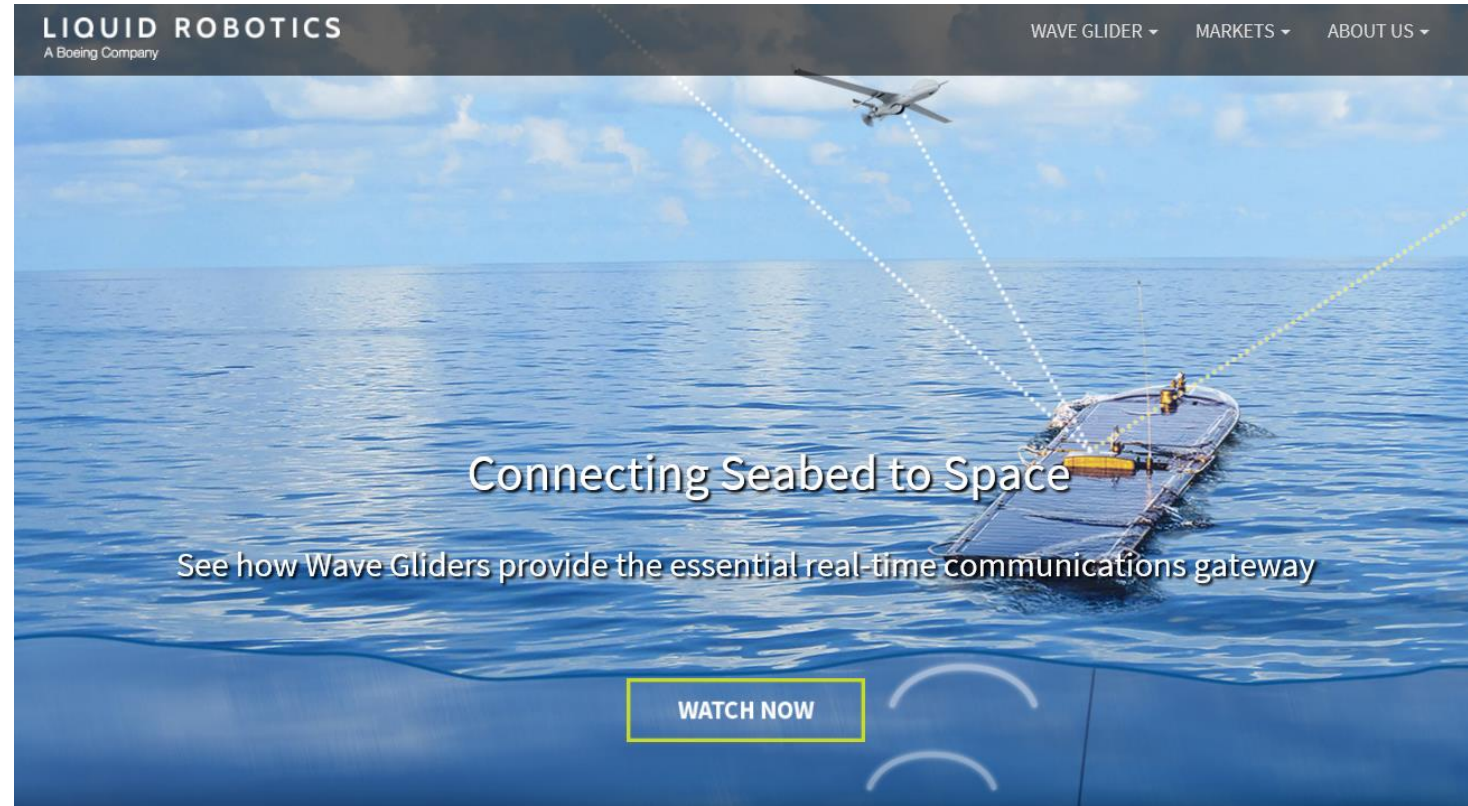 LIQUID ROBOTICS
A Boeing Company
WAVE GLIDER
MARKETS
ABOUT US
Connecting Seabed to Space
See how Wave Gliders provide the essential real-time communications gateway
WATCH NOW